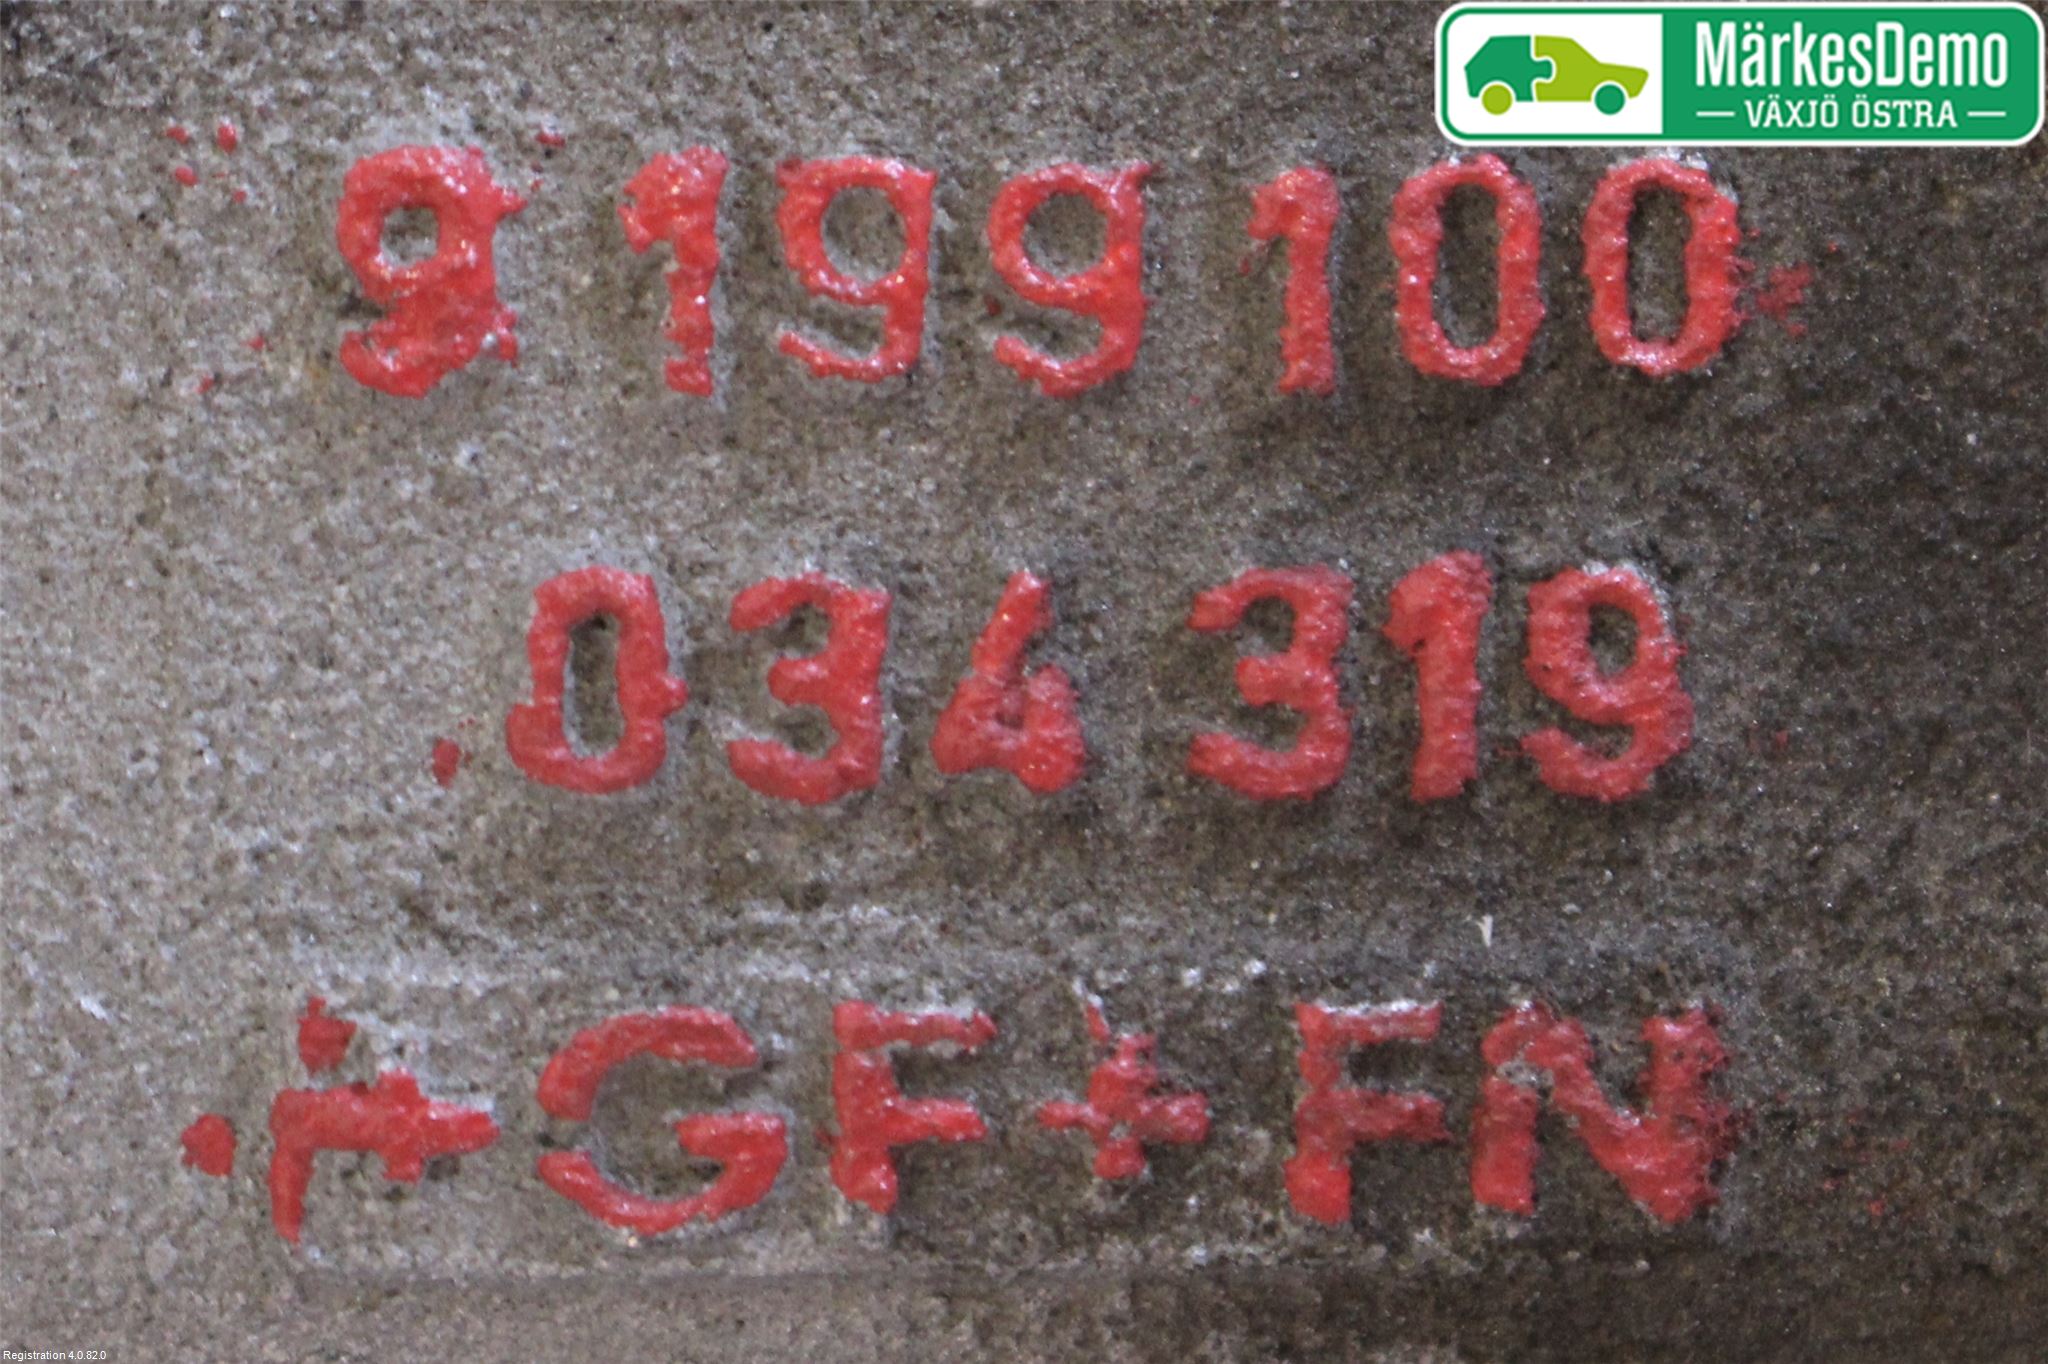 MärkesDemo
VÄXJÖ ÖSTRA
9 199 100
034 319
+GF+ FN
Registration 4.0.82.0